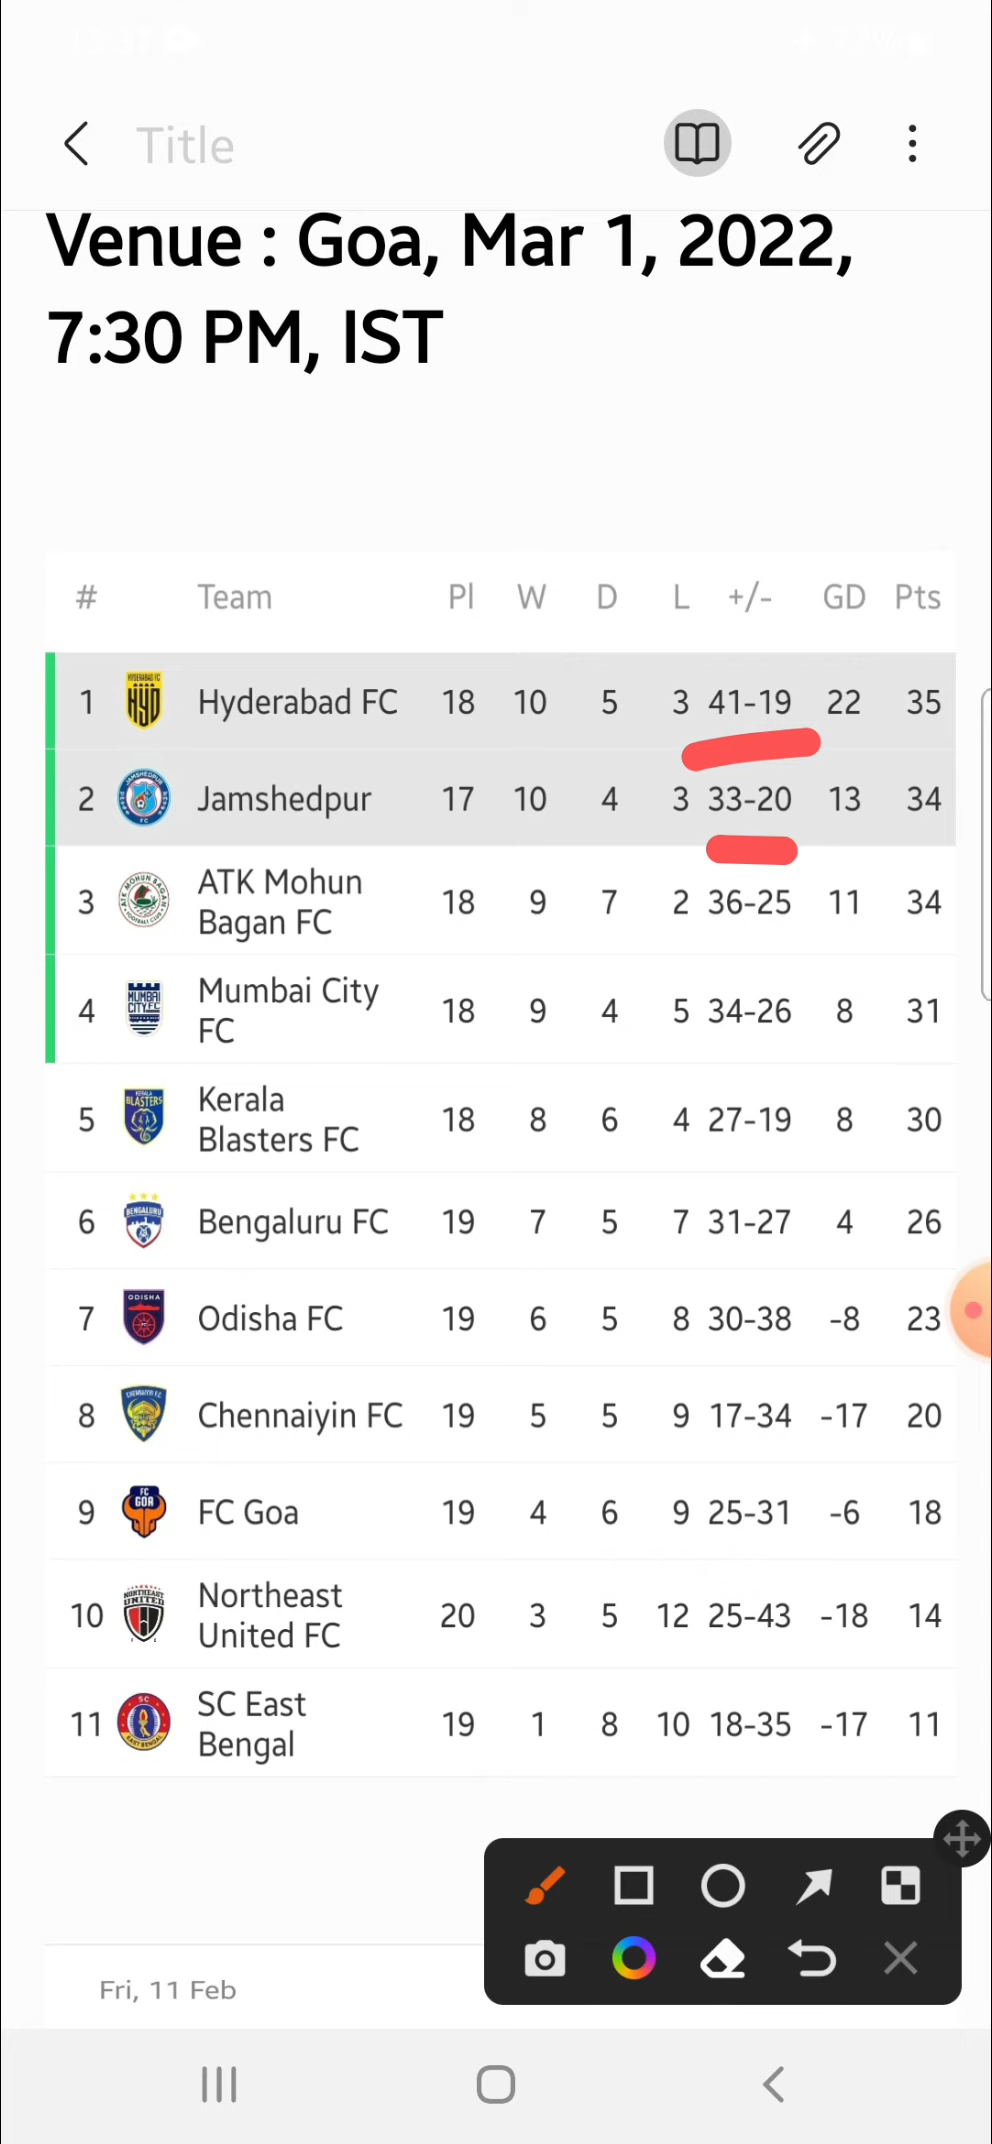 Title
Venue : Goa, Mar 1, 2022,
7:30 PM, IST
# Team Pl W D L +/- GD Pts
1 Hyderabad FC 18 10 5 3 41-19 22 35
2 Jamshedpur 17 10 4 3 33-20 13 34
3 ATK Mohun Bagan FC 18 9 7 2 36-25 11 34
4 Mumbai City FC 18 9 4 5 34-26 8 31
5 Kerala Blasters FC 18 8 6 4 27-19 8 30
6 Bengaluru FC 19 7 5 7 31-27 4 26
7 Odisha FC 19 6 5 8 30-38 -8 23
8 Chennaiyin FC 19 5 5 9 17-34 -17 20
9 FC Goa 19 4 6 9 25-31 -6 18
10 Northeast United FC 20 3 5 12 25-43 -18 14
11 SC East Bengal 19 1 8 10 18-35 -17 11
Fri, 11 Feb